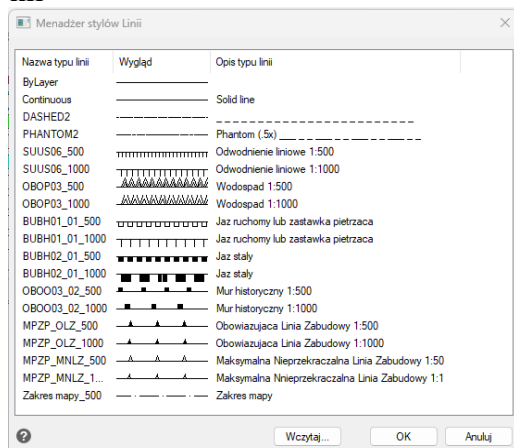 Menadżer stylów Linii
Nazwa typu linii Wygląd Opis typu linii
ByLayer
Continuous Solid line
DASHED2
PHANTOM2 Phantom (.5x)
SUUS06_500 Odwodnienie liniowe 1:500
SUUS06_1000 Odwodnienie liniowe 1:1000
OBOP03_500 Wodospad 1:500
OBOP03_1000 Wodospad 1:1000
BUBH01_01_500 Jaz ruchomy lub zastawka pietrzaca
BUBH01_01_1000 Jaz ruchomy lub zastawka pietrzaca
BUBH02_01_500 Jaz staly
BUBH02_01_1000 Jaz staly
OBOO03_02_500 Mur historyczny 1:500
OBOO03_02_1000 Mur historyczny 1:1000
MPZP_OLZ_500 Obowiazujaca Linia Zabudowy 1:500
MPZP_OLZ_1000 Obowiazujaca Linia Zabudowy 1:1000
MPZP_MNLZ_500 Maksymalna Nieprzekraczalna Linia Zabudowy 1:50
MPZP_MNLZ_1... Maksymalna Nnieprzekraczalna Linia Zabudowy 1:1
Zakres mapy_500 Zakres mapy
? Wczytaj... OK Anuluj